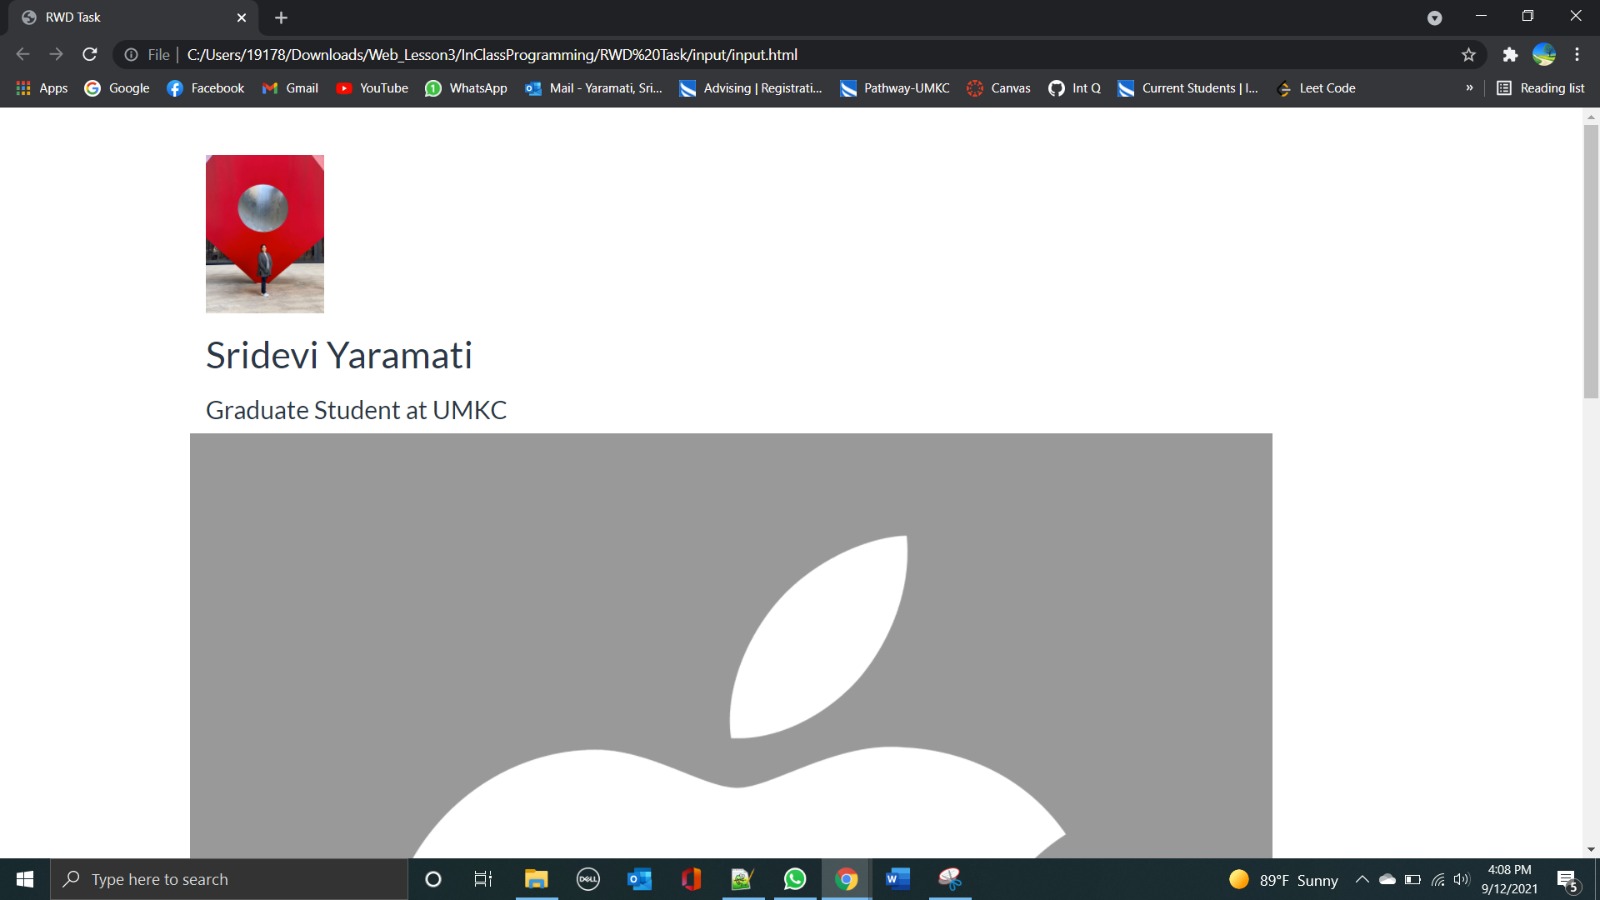 RWD Task
File
C:/Users/19178/Downloads/Web_Lesson3/InClassProgramming/RWD%20Task/input/input.html
Apps Google Facebook Gmail YouTube WhatsApp Mail - Yaramati, Sri... Advising | Registrati... Pathway-UMKC Canvas Int Q Current Students | I... Leet Code » Reading list
Sridevi Yaramati
Graduate Student at UMKC
Type here to search
DELL
89°F Sunny
4:08 PM
9/12/2021
5